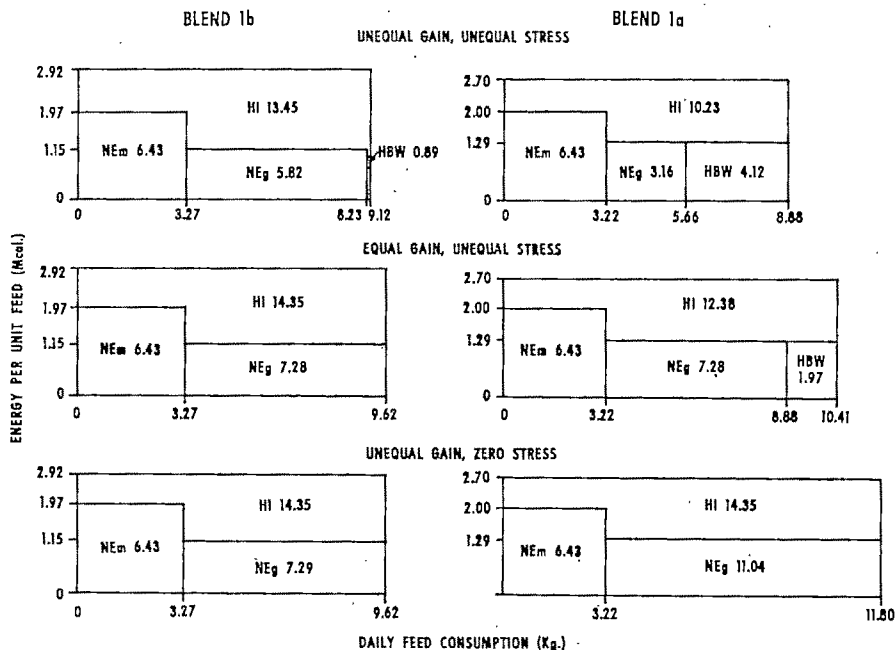 BLEND 1b
BLEND 1a
UNEQUAL GAIN, UNEQUAL STRESS
2.92
1.97
1.15
0
HI 13.45
NEm 6.43
NEg 5.82
HBW 0.89
0
3.27
8.23
9.12
2.70
2.00
1.29
0
HI 10.23
NEm 6.43
NEg 3.16
HBW 4.12
0
3.22
5.66
8.88
EQUAL GAIN, UNEQUAL STRESS
2.92
1.97
1.15
0
HI 14.35
NEm 6.43
NEg 7.28
0
3.27
9.62
2.70
2.00
1.29
0
HI 12.38
NEm 6.43
NEg 7.28
HBW
1.97
0
3.22
8.88
10.41
UNEQUAL GAIN, ZERO STRESS
2.92
1.97
1.15
0
HI 14.35
NEm 6.43
NEg 7.29
0
3.27
9.62
2.70
2.00
1.29
HI 14.35
NEm 6.43
NEg 11.04
3.22
11.80
ENERGY PER UNIT FEED (Mcal.)
DAILY FEED CONSUMPTION (Kg.)